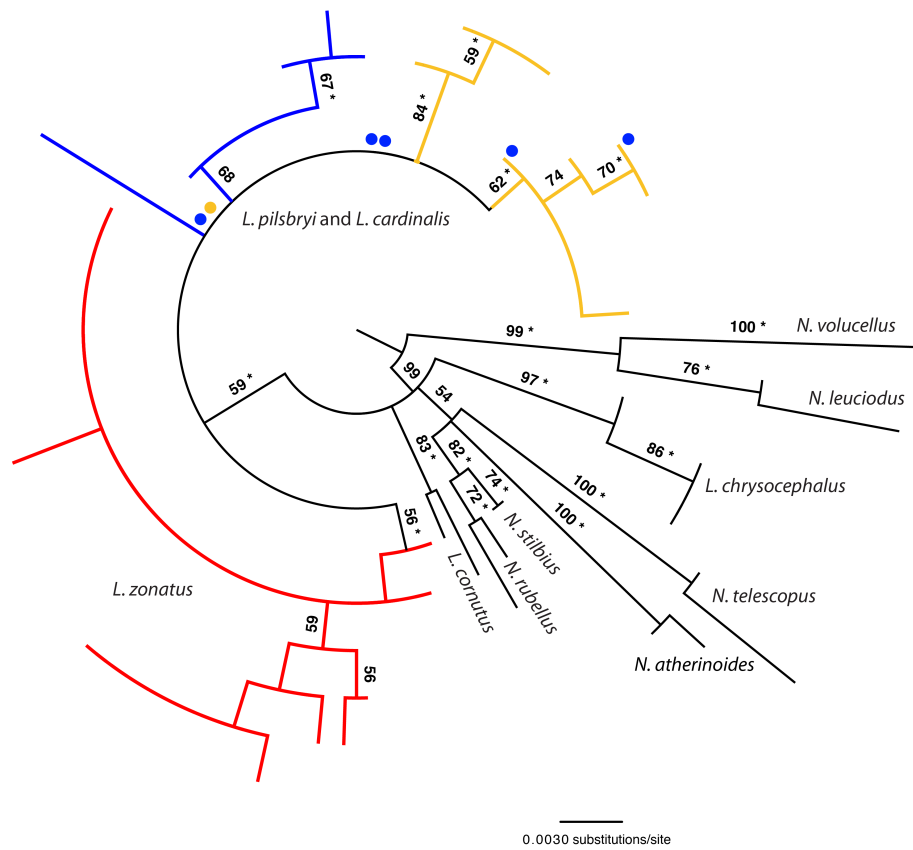 59 *
67 *
84 *
68
62 *
74
70 *
L. pilsbryi and L. cardinalis
99 *
100 *
N. volucellus
99
76 *
N. leuciodus
59 *
97 *
54
83 *
82 *
74 *
86 *
72 *
100 *
100 *
L. chrysocephalus
56 *
N. stilbius
N. rubellus
L. cornutus
L. zonatus
N. telescopus
59
N. atherinoides
56
0.0030 substitutions/site